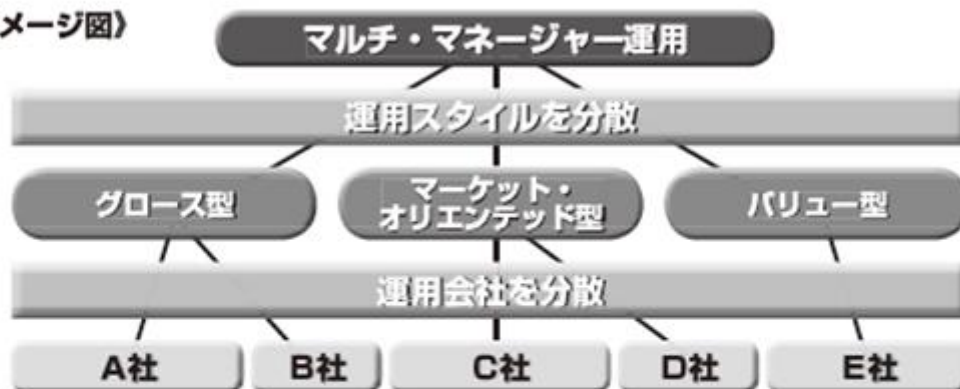 メージ図》
マルチ・マネージャー運用
運用スタイルを分散
グロース型
マーケット・
オリエンテッド型
バリュー型
運用会社を分散
A社
B社
C社
D社
E社